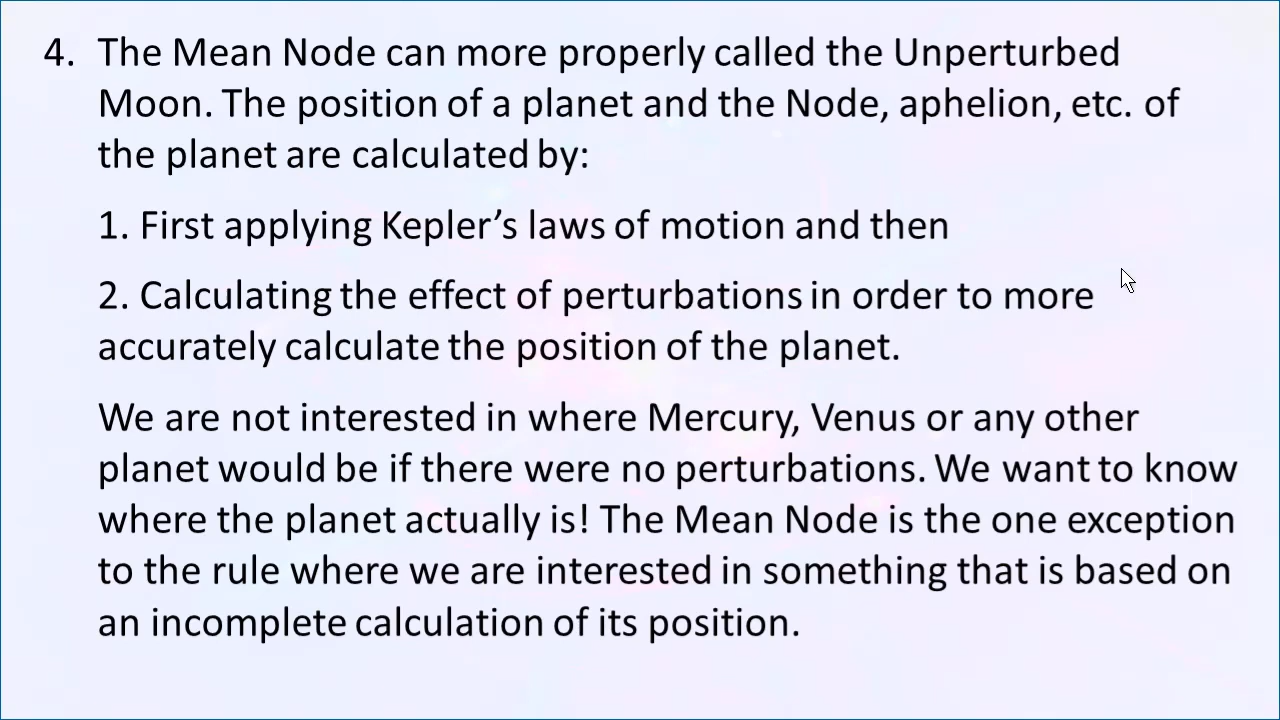 4. The Mean Node can more properly called the Unperturbed
Moon. The position of a planet and the Node, aphelion, etc. of
the planet are calculated by:
1. First applying Kepler’s laws of motion and then
2. Calculating the effect of perturbations in order to more
accurately calculate the position of the planet.
We are not interested in where Mercury, Venus or any other
planet would be if there were no perturbations. We want to know
where the planet actually is! The Mean Node is the one exception
to the rule where we are interested in something that is based on
an incomplete calculation of its position.